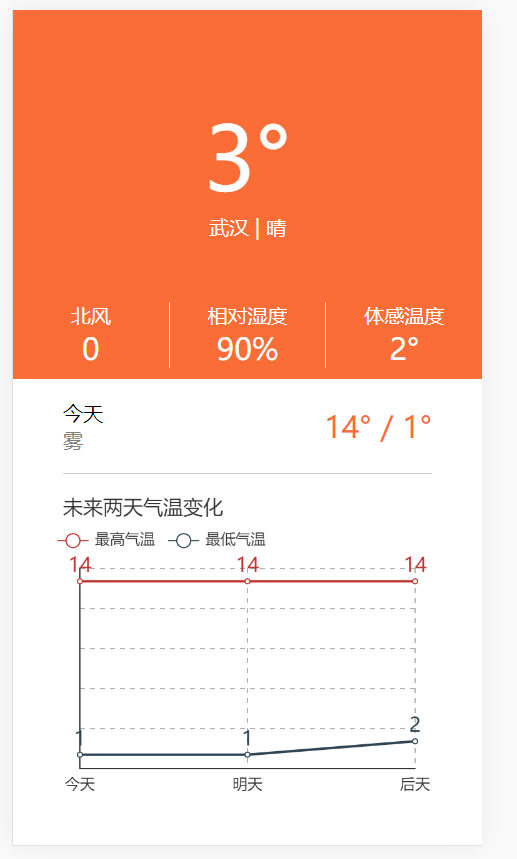 3°
武汉 | 晴
北风 相对湿度 体感温度
0 90% 2°
今天
雾
14° / 1°
未来两天气温变化
最高气温 最低气温
14 14 14
1 1 2
今天 明天 后天